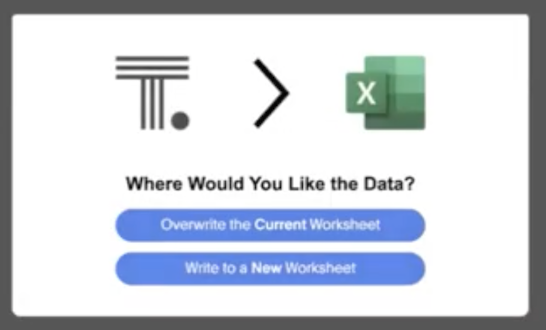 T.
X
Where Would You Like the Data?
Overwrite the Current Worksheet
Write to a New Worksheet